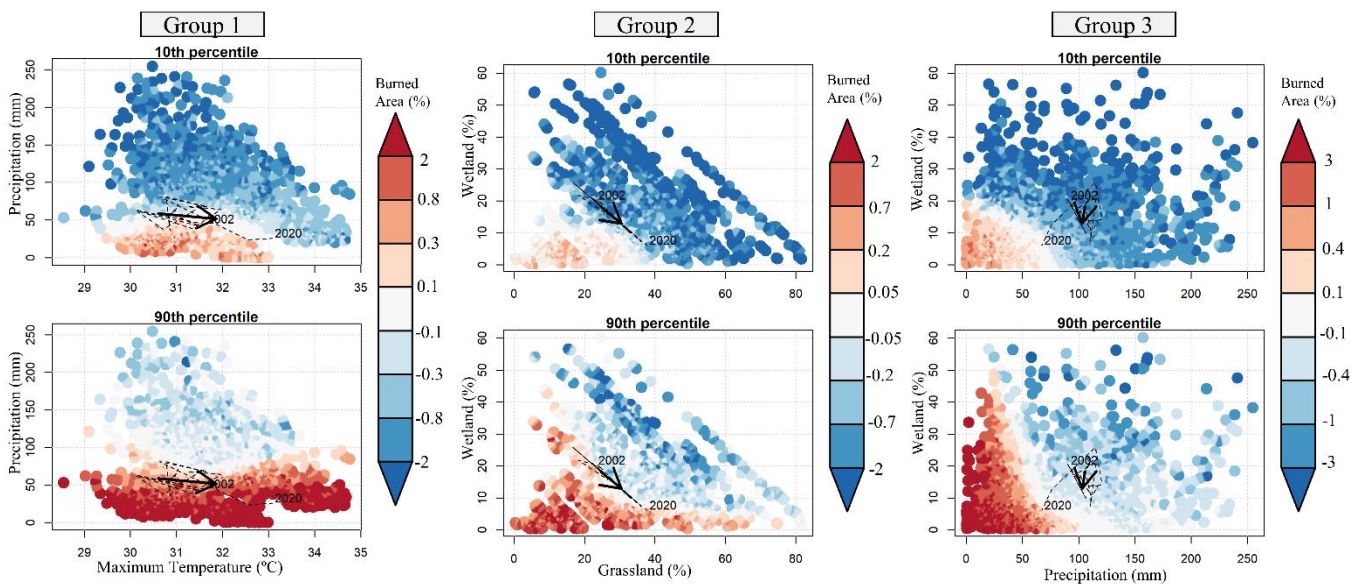 Group 1
Group 2
Group 3
10th percentile
Precipitation (mm)
250
200
150
100
50
0
2002
2020
29 30 31 32 33 34 35
Burned
Area (%)
2
0.8
0.3
0.1
-0.1
-0.3
-0.8
-2
90th percentile
Precipitation (mm)
250
200
150
100
50
0
2002
2020
29 30 31 32 33 34 35
Maximum Temperature (ºC)
10th percentile
Wetland (%)
60
50
40
30
20
10
0
2002
2020
0 20 40 60 80
Burned
Area (%)
2
0.7
0.2
0.05
-0.05
-0.2
-0.7
-2
90th percentile
Wetland (%)
60
50
40
30
20
10
0
2002
2020
0 20 40 60 80
Grassland (%)
10th percentile
Wetland (%)
60
50
40
30
20
10
0
2002
2020
0 50 100 150 200 250
Burned
Area (%)
3
1
0.4
0.1
-0.1
-0.4
-1
-3
90th percentile
Wetland (%)
60
50
40
30
20
10
0
2002
2020
0 50 100 150 200 250
Precipitation (mm)